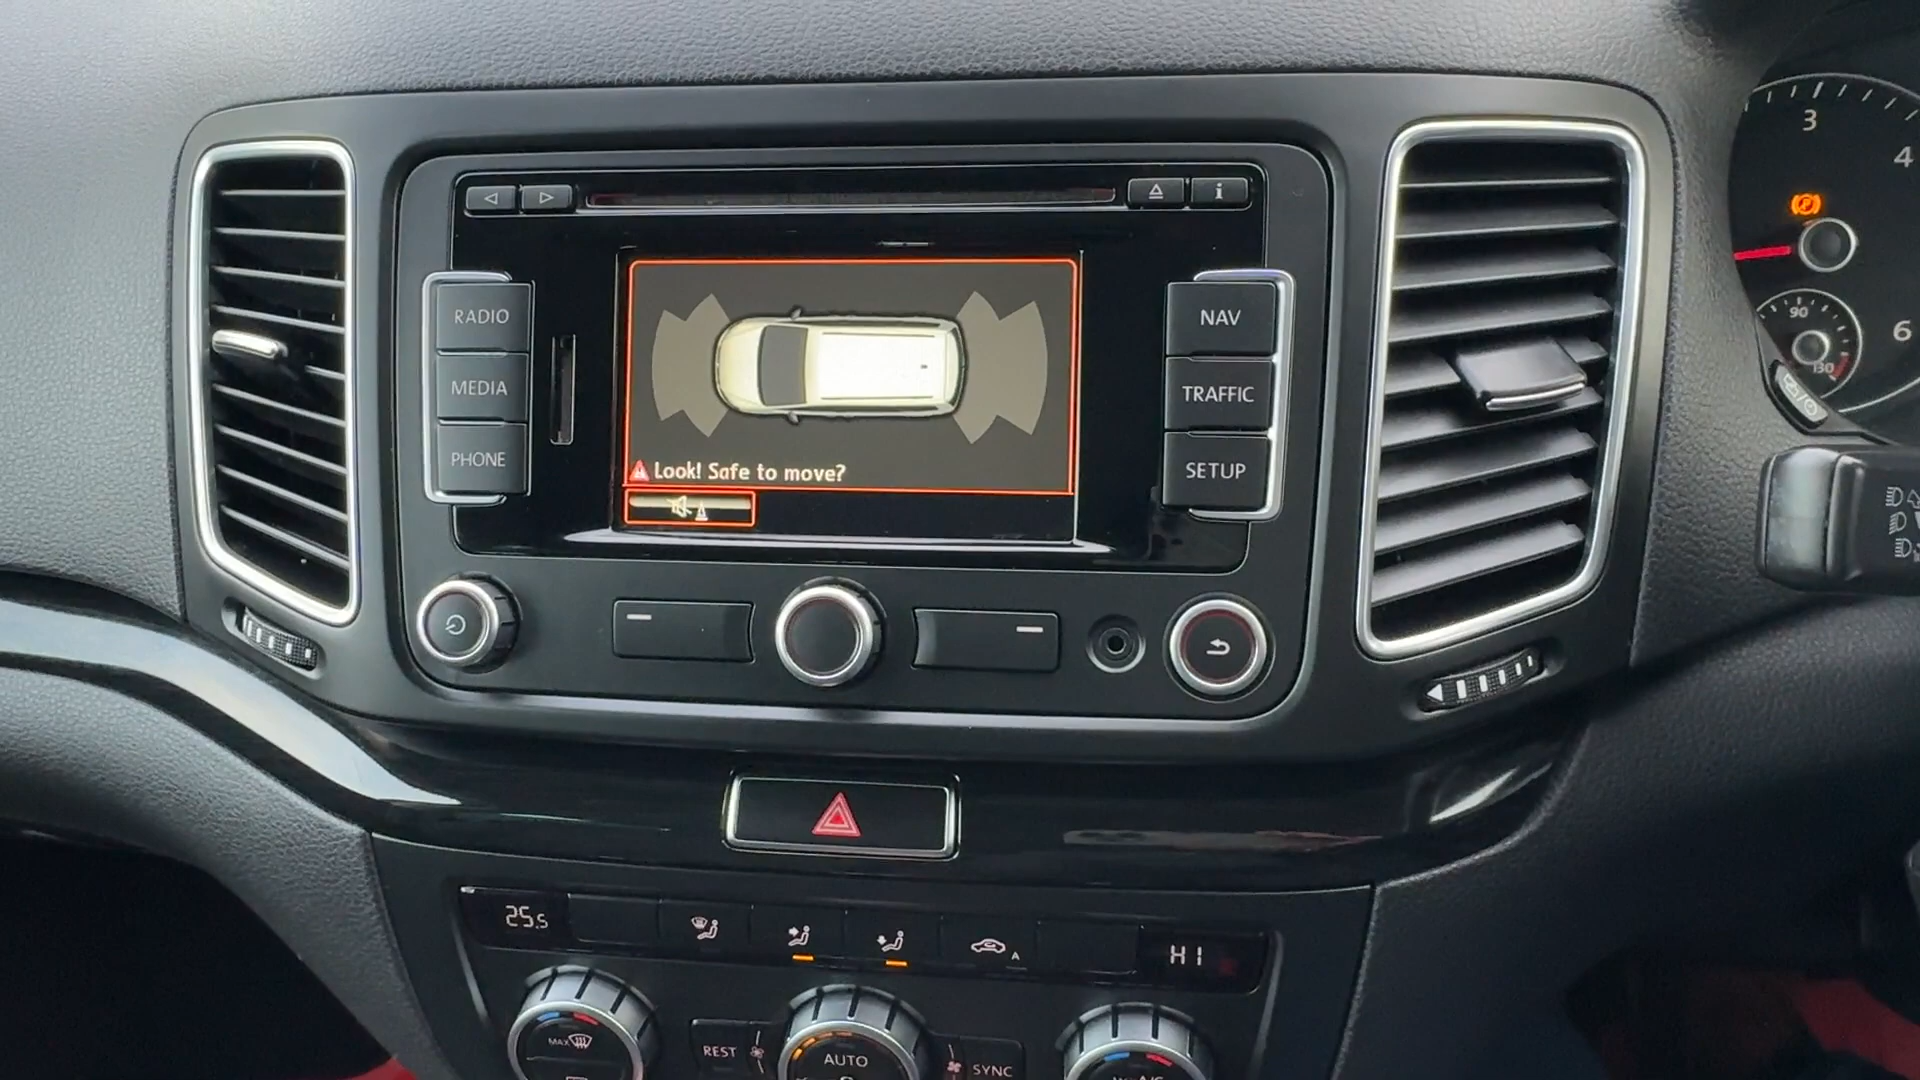 3
4
i
RADIO
NAV
90
6
130
MEDIA
TRAFFIC
PHONE
SETUP
Look! Safe to move?
25.5
A
HI
MAX
REST
AUTO
SYNC